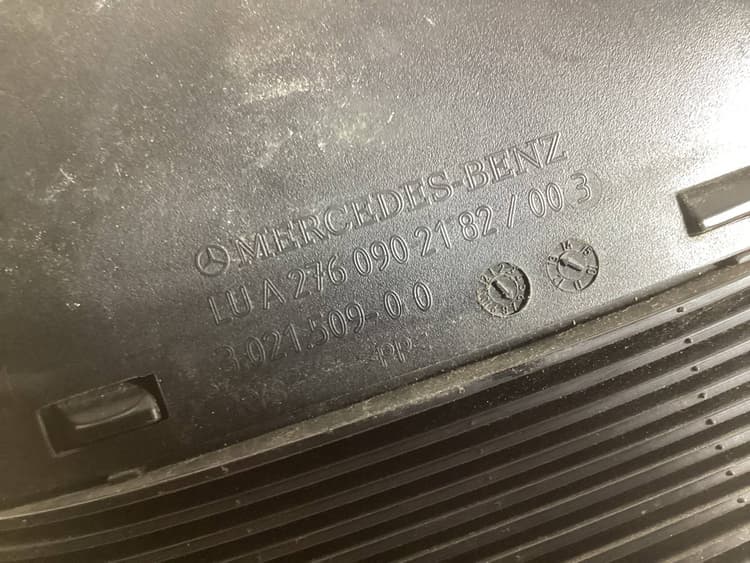 MERCEDES-BENZ
LU A 276 090 21 82 / 00 3
3.021.509-0 0
PP